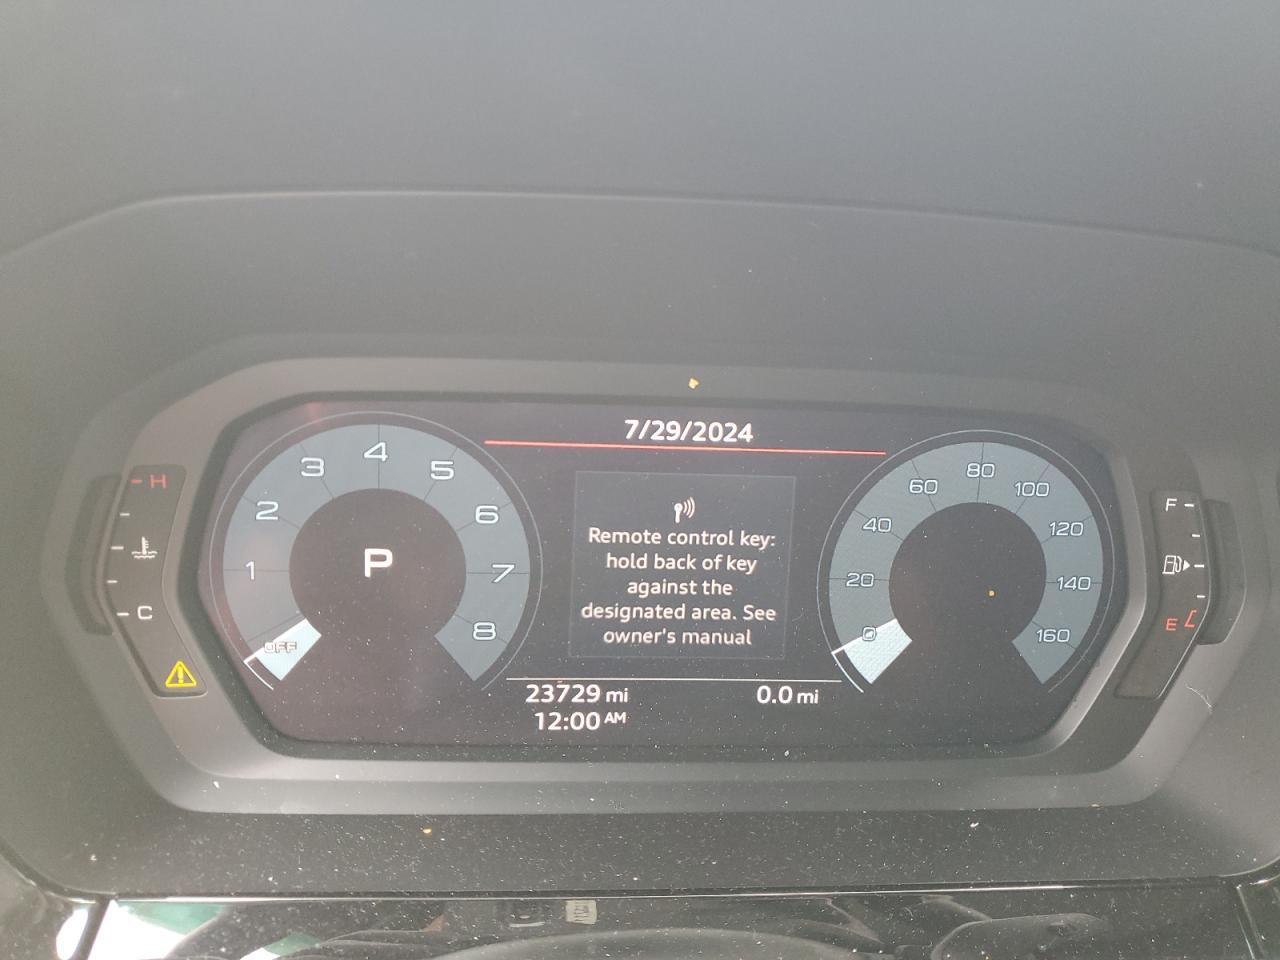 7/29/2024
H
C
OFF
1
2
3
4
5
6
7
8
P
Remote control key:
hold back of key
against the
designated area. See
owner's manual
23729 mi
0.0 mi
12:00 AM
0
20
40
60
80
100
120
140
160
F
E